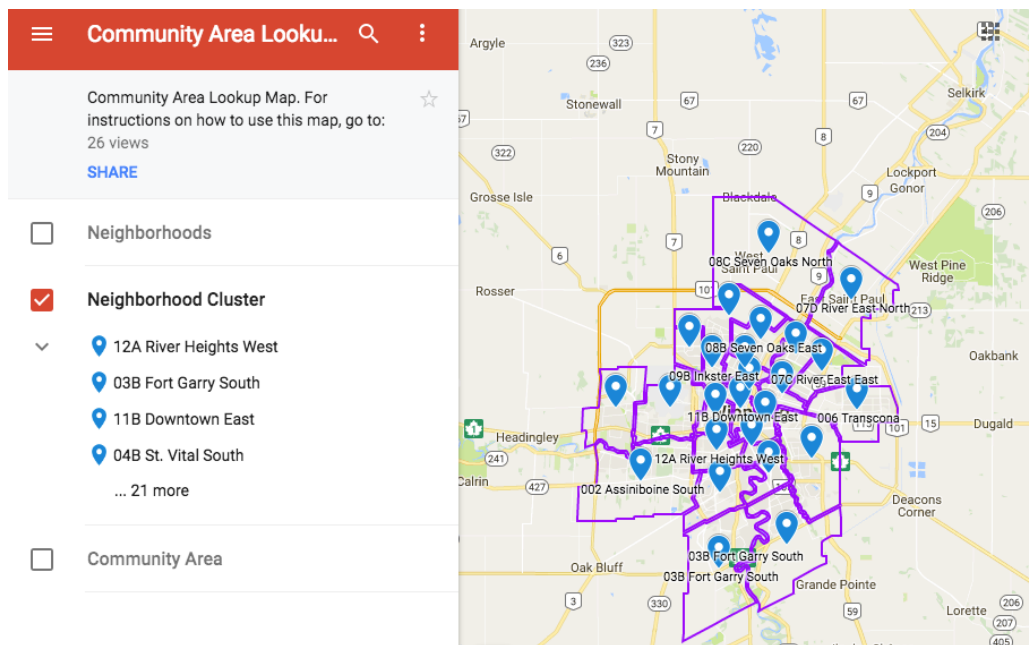 Community Area Looku...
Community Area Lookup Map. For
instructions on how to use this map, go to:
26 views
SHARE
Neighborhoods
Neighborhood Cluster
12A River Heights West
03B Fort Garry South
11B Downtown East
04B St. Vital South
... 21 more
Community Area
Argyle
323
236
Selkirk
Stonewall
67
67
7
8
204
220
322
Stony
Mountain
Lockport
Gonor
9
Grosse Isle
Blackdale
206
7
8
6
08C Seven Oaks North
West
Saint Paul
9
West Pine
Ridge
Rosser
101
East Saint Paul
07D River East North
213
08B Seven Oaks East
Oakbank
09B Inkster East
07C River East East
11B Downtown East
006 Transcona
1
Headingley
101
15
Dugald
241
12A River Heights West
Calrin
427
002 Assiniboine South
Deacons
Corner
03B Fort Garry South
Oak Bluff
03B Fort Garry South
Grande Pointe
3
330
59
Lorette
206
207
405